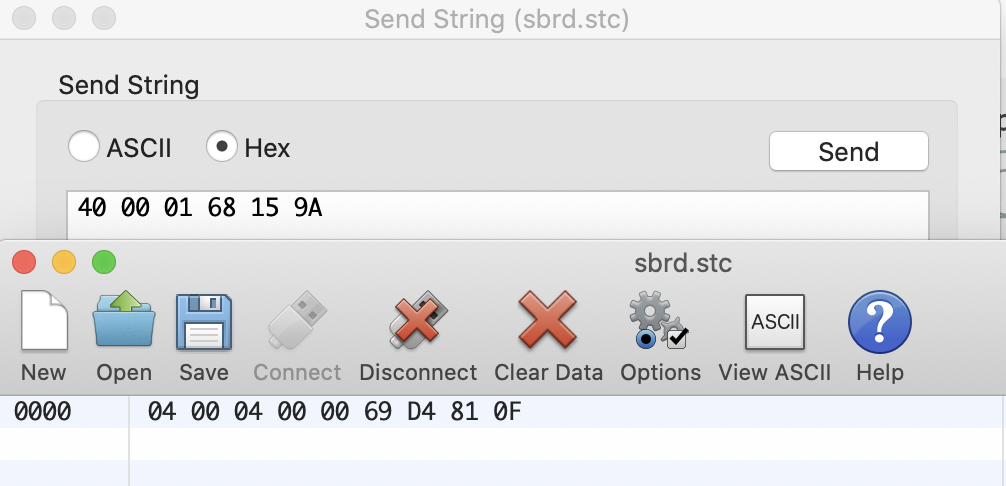 Send String (sbrd.stc)
Send String
ASCII Hex Send
40 00 01 68 15 9A
sbrd.stc
ASCII
New Open Save Connect Disconnect Clear Data Options View ASCII Help
0000 04 00 04 00 00 69 D4 81 0F